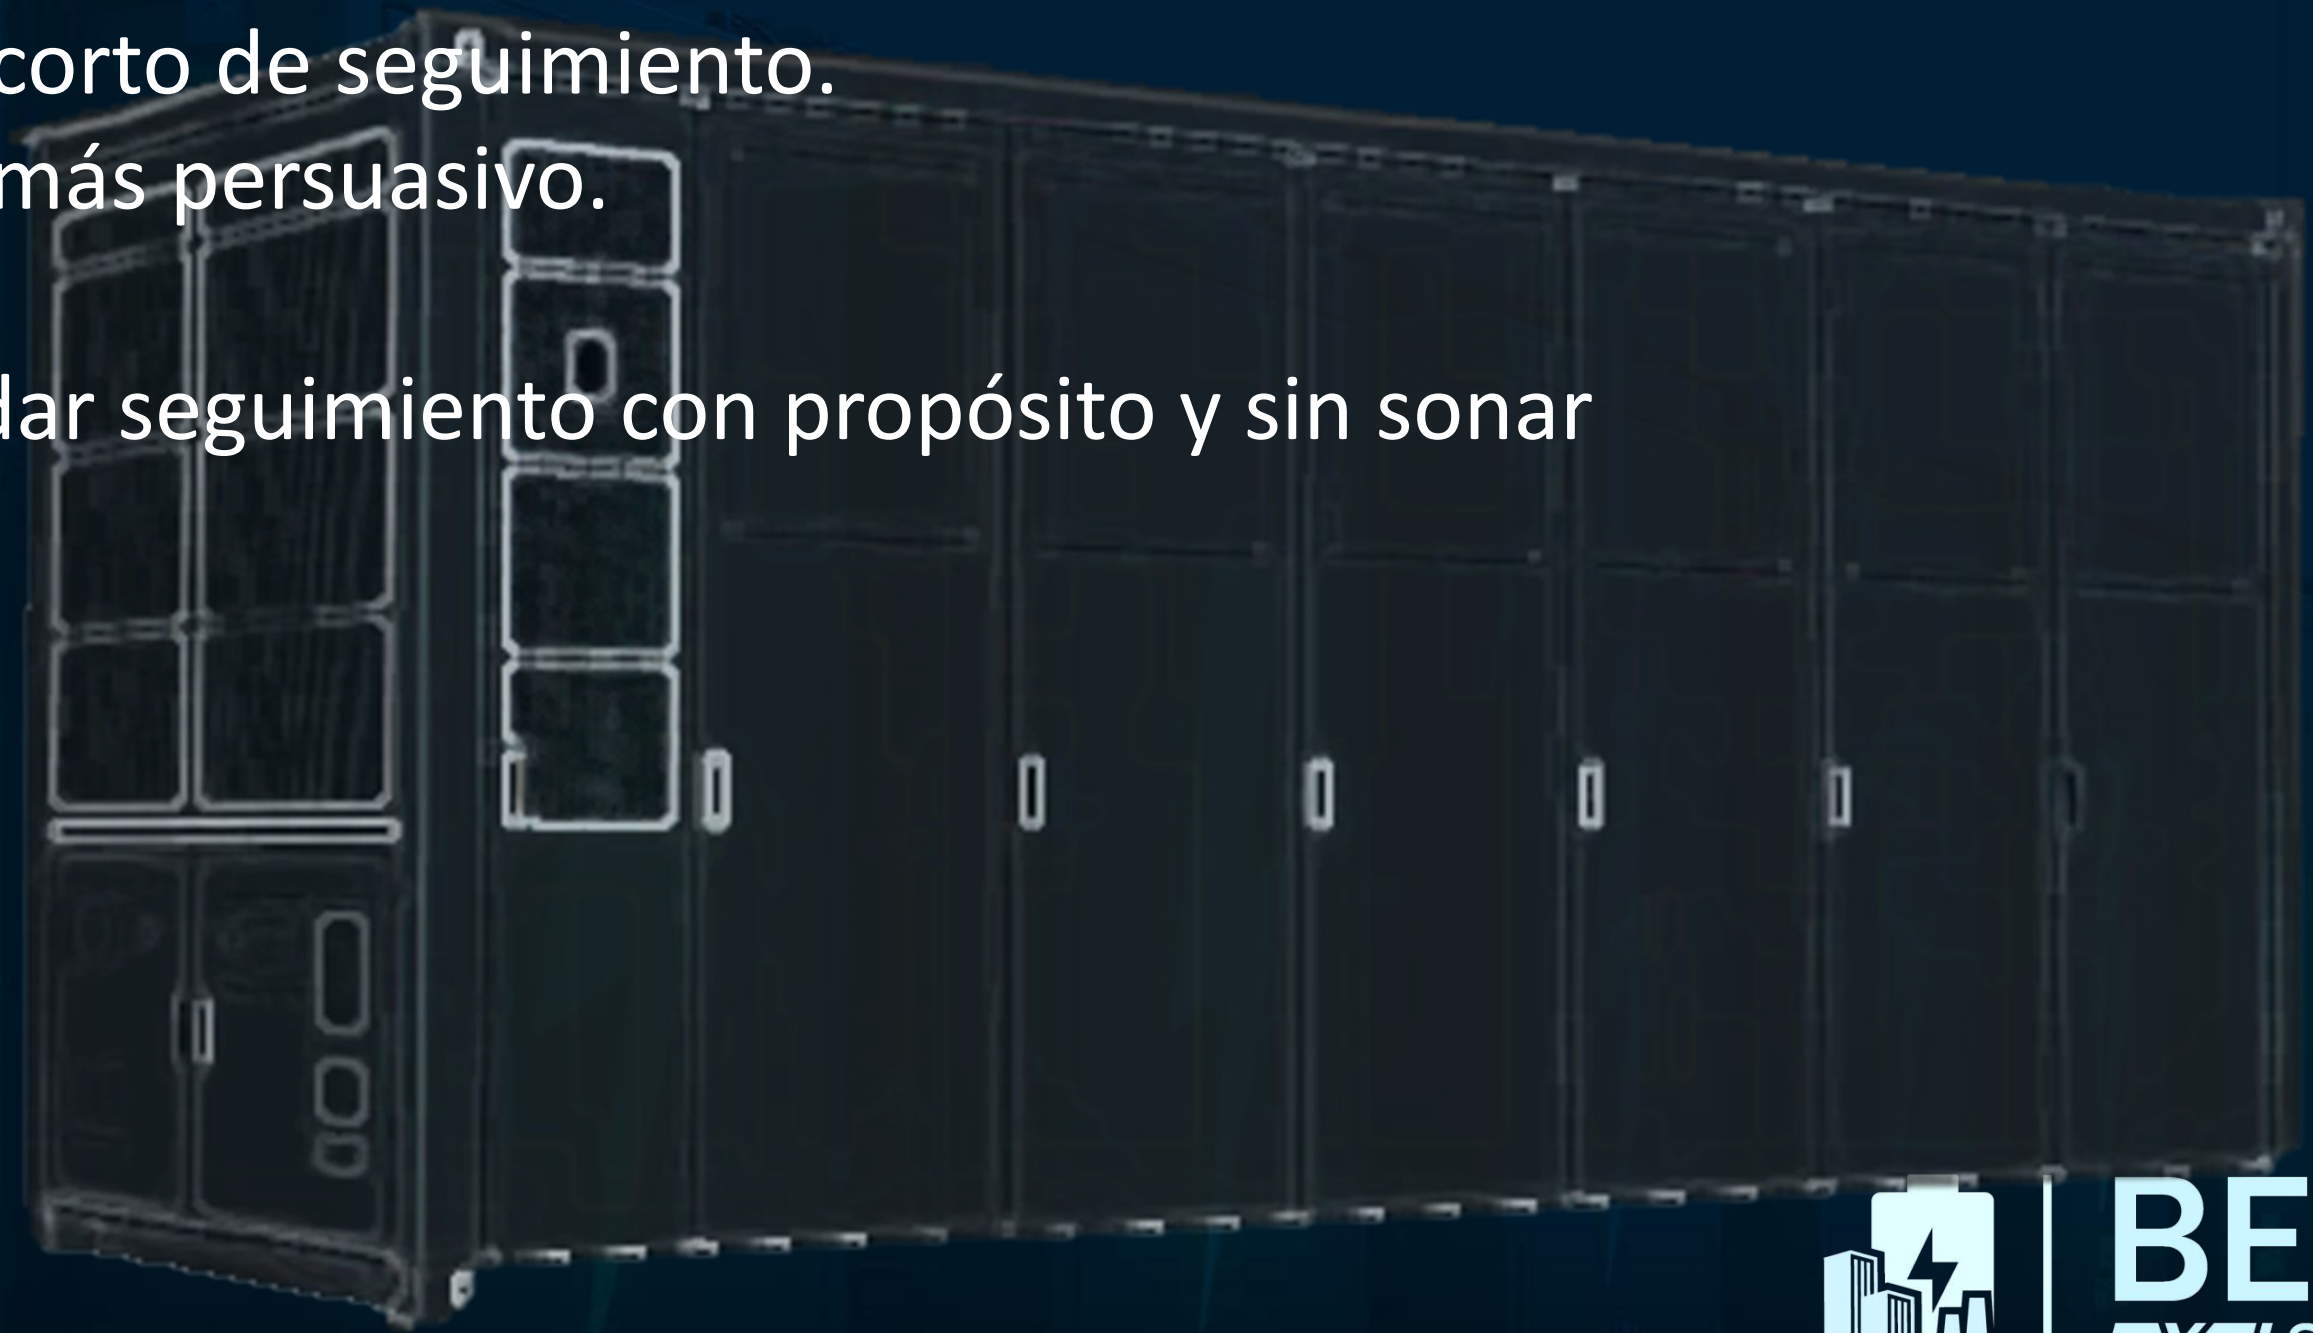 corto de seguimiento.
más persuasivo.
dar seguimiento con propósito y sin sonar
BE